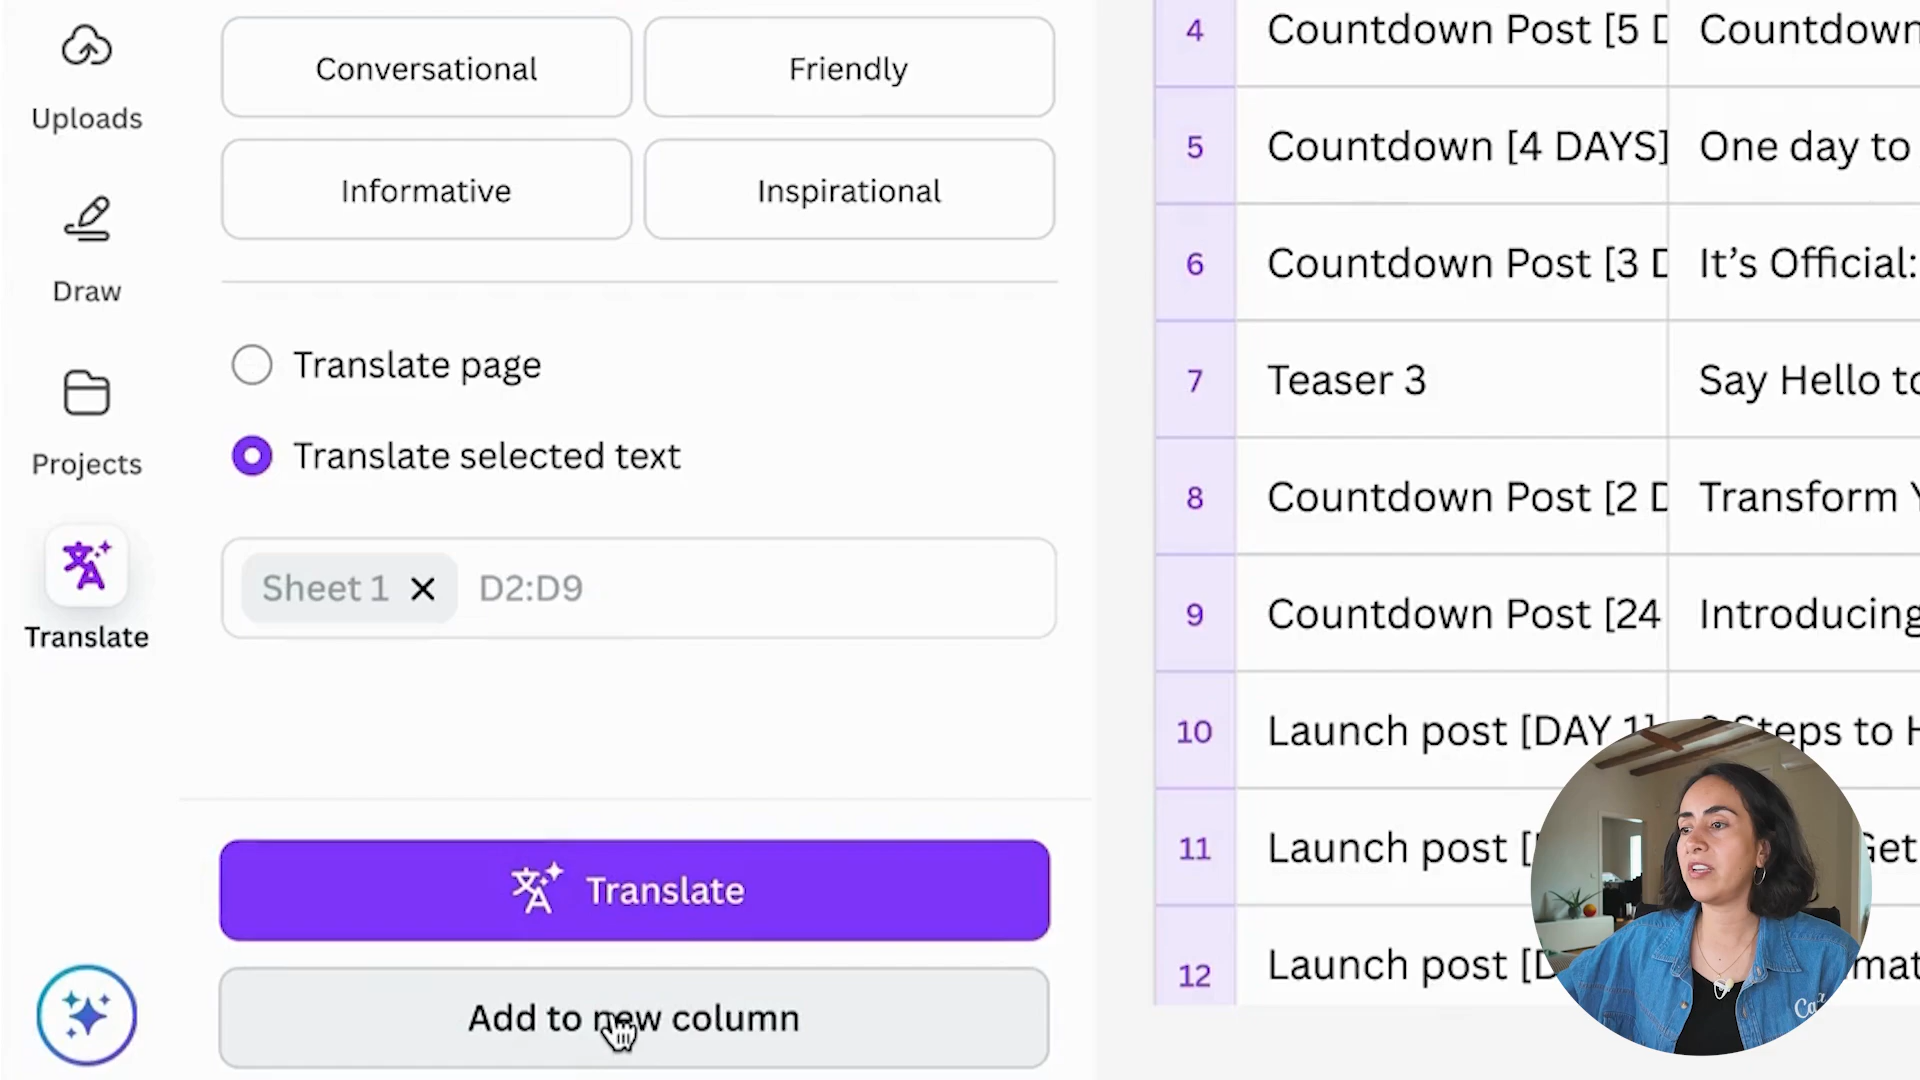 Uploads
Draw
Projects
Translate
Conversational
Friendly
Informative
Inspirational
Translate page
Translate selected text
Sheet 1 D2:D9
Translate
Add to new column
4 Countdown Post [5 D Countdown
5 Countdown [4 DAYS] One day to
6 Countdown Post [3 D It’s Official:
7 Teaser 3 Say Hello to
8 Countdown Post [2 D Transform Y
9 Countdown Post [24 Introducing
10 Launch post [DAY 1] Steps to H
11 Launch post [ Get
12 Launch post [D mat